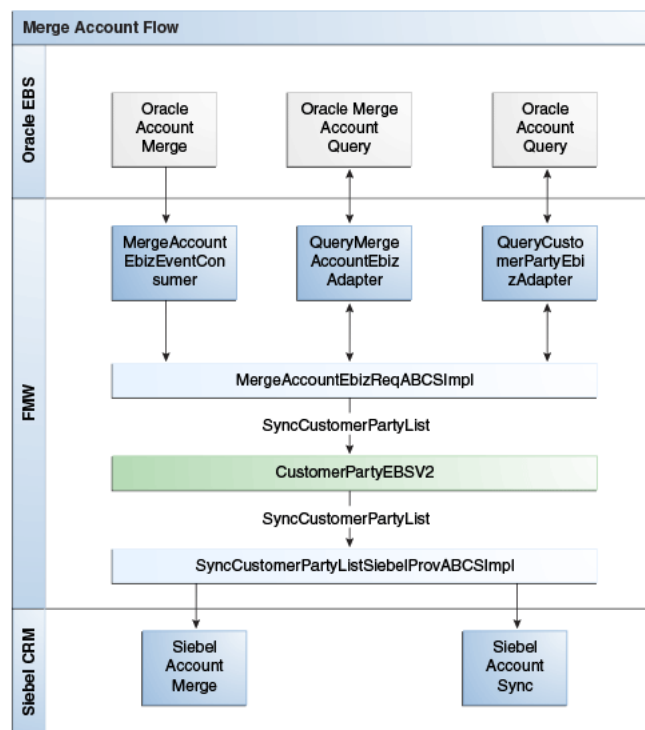 Merge Account Flow
Oracle EBS
Oracle
Account
Merge
Oracle Merge
Account
Query
Oracle
Account
Query
FMW
MergeAccount
EbizEventCon
sumer
QueryMerge
AccountEbiz
Adapter
QueryCusto
merPartyEbi
zAdapter
MergeAccountEbizReqABCSImpl
SyncCustomerPartyList
CustomerPartyEBSV2
SyncCustomerPartyList
SyncCustomerPartyListSiebelProvABCSImpl
Siebel CRM
Siebel
Account
Merge
Siebel
Account
Sync